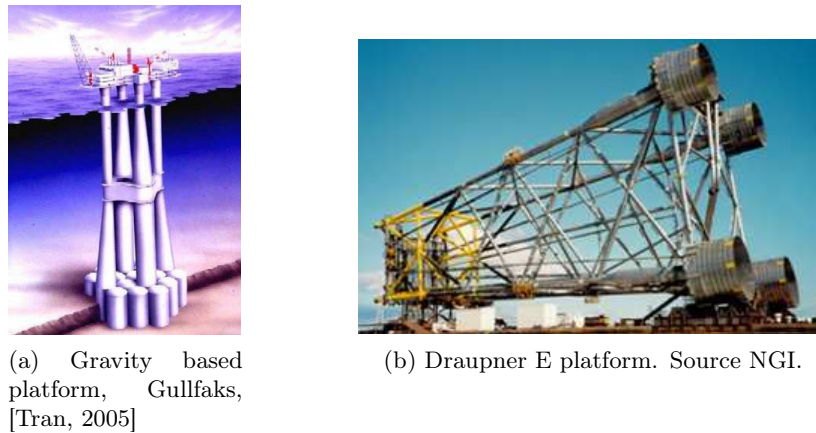 (a) Gravity based
platform, Gullfaks,
[Tran, 2005]
(b) Draupner E platform. Source NGI.